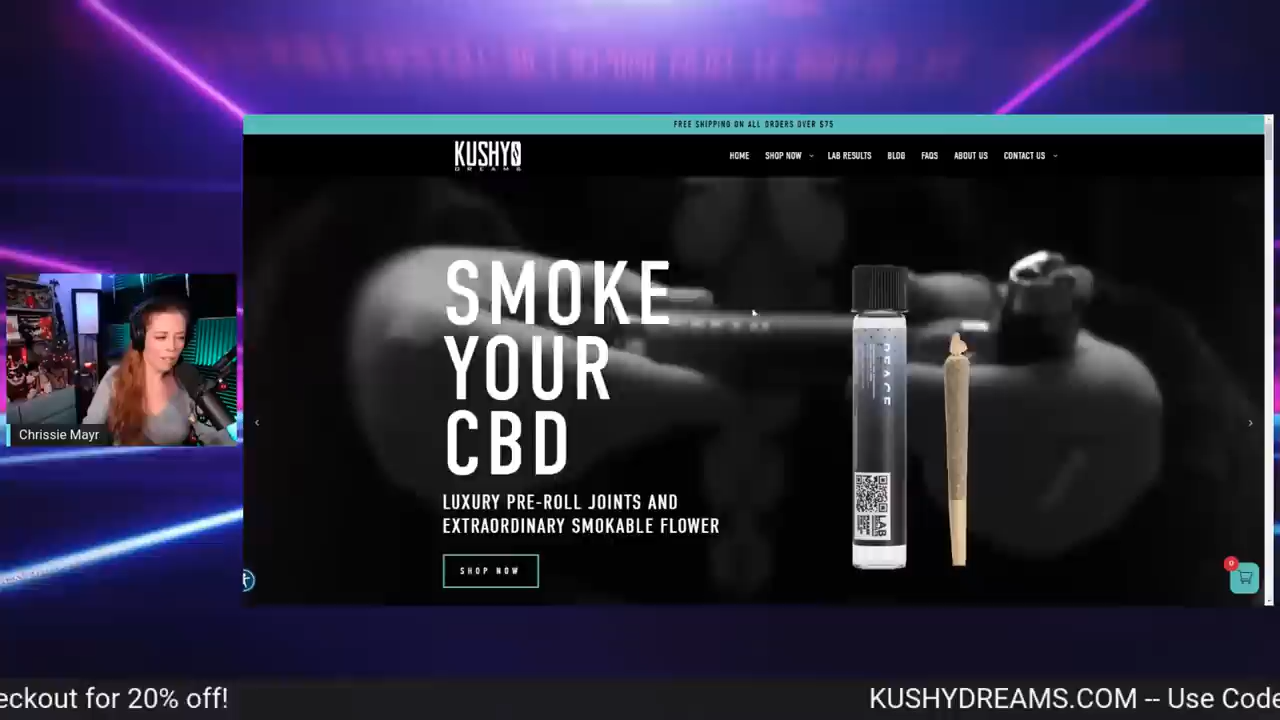 FREE SHIPPING ON ALL ORDERS OVER $75
KUSHY
DREAMS
HOME SHOP NOW LAB RESULTS BLOG FAQS ABOUT US CONTACT US
SMOKE
YOUR
CBD
LUXURY PRE-ROLL JOINTS AND
EXTRAORDINARY SMOKABLE FLOWER
SHOP NOW
PEACE
LAB
0
Chrissie Mayr
eckout for 20% off!
KUSHYDREAMS.COM -- Use Code